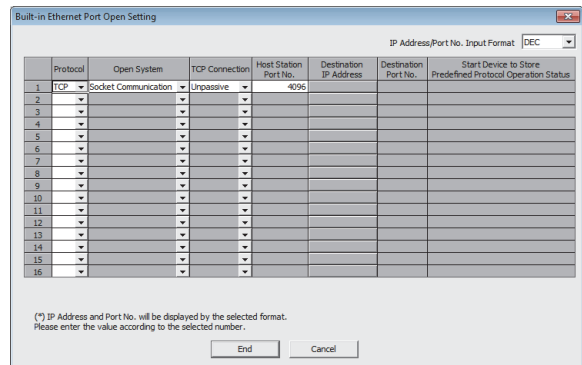 Built-in Ethernet Port Open Setting
IP Address/Port No. Input Format DEC
Protocol Open System TCP Connection Host Station Port No. Destination IP Address Destination Port No. Start Device to Store Predefined Protocol Operation Status
1 TCP Socket Communication Unpassive 4096
2
3
4
5
6
7
8
9
10
11
12
13
14
15
16
(*) IP Address and Port No. will be displayed by the selected format.
Please enter the value according to the selected number.
End Cancel